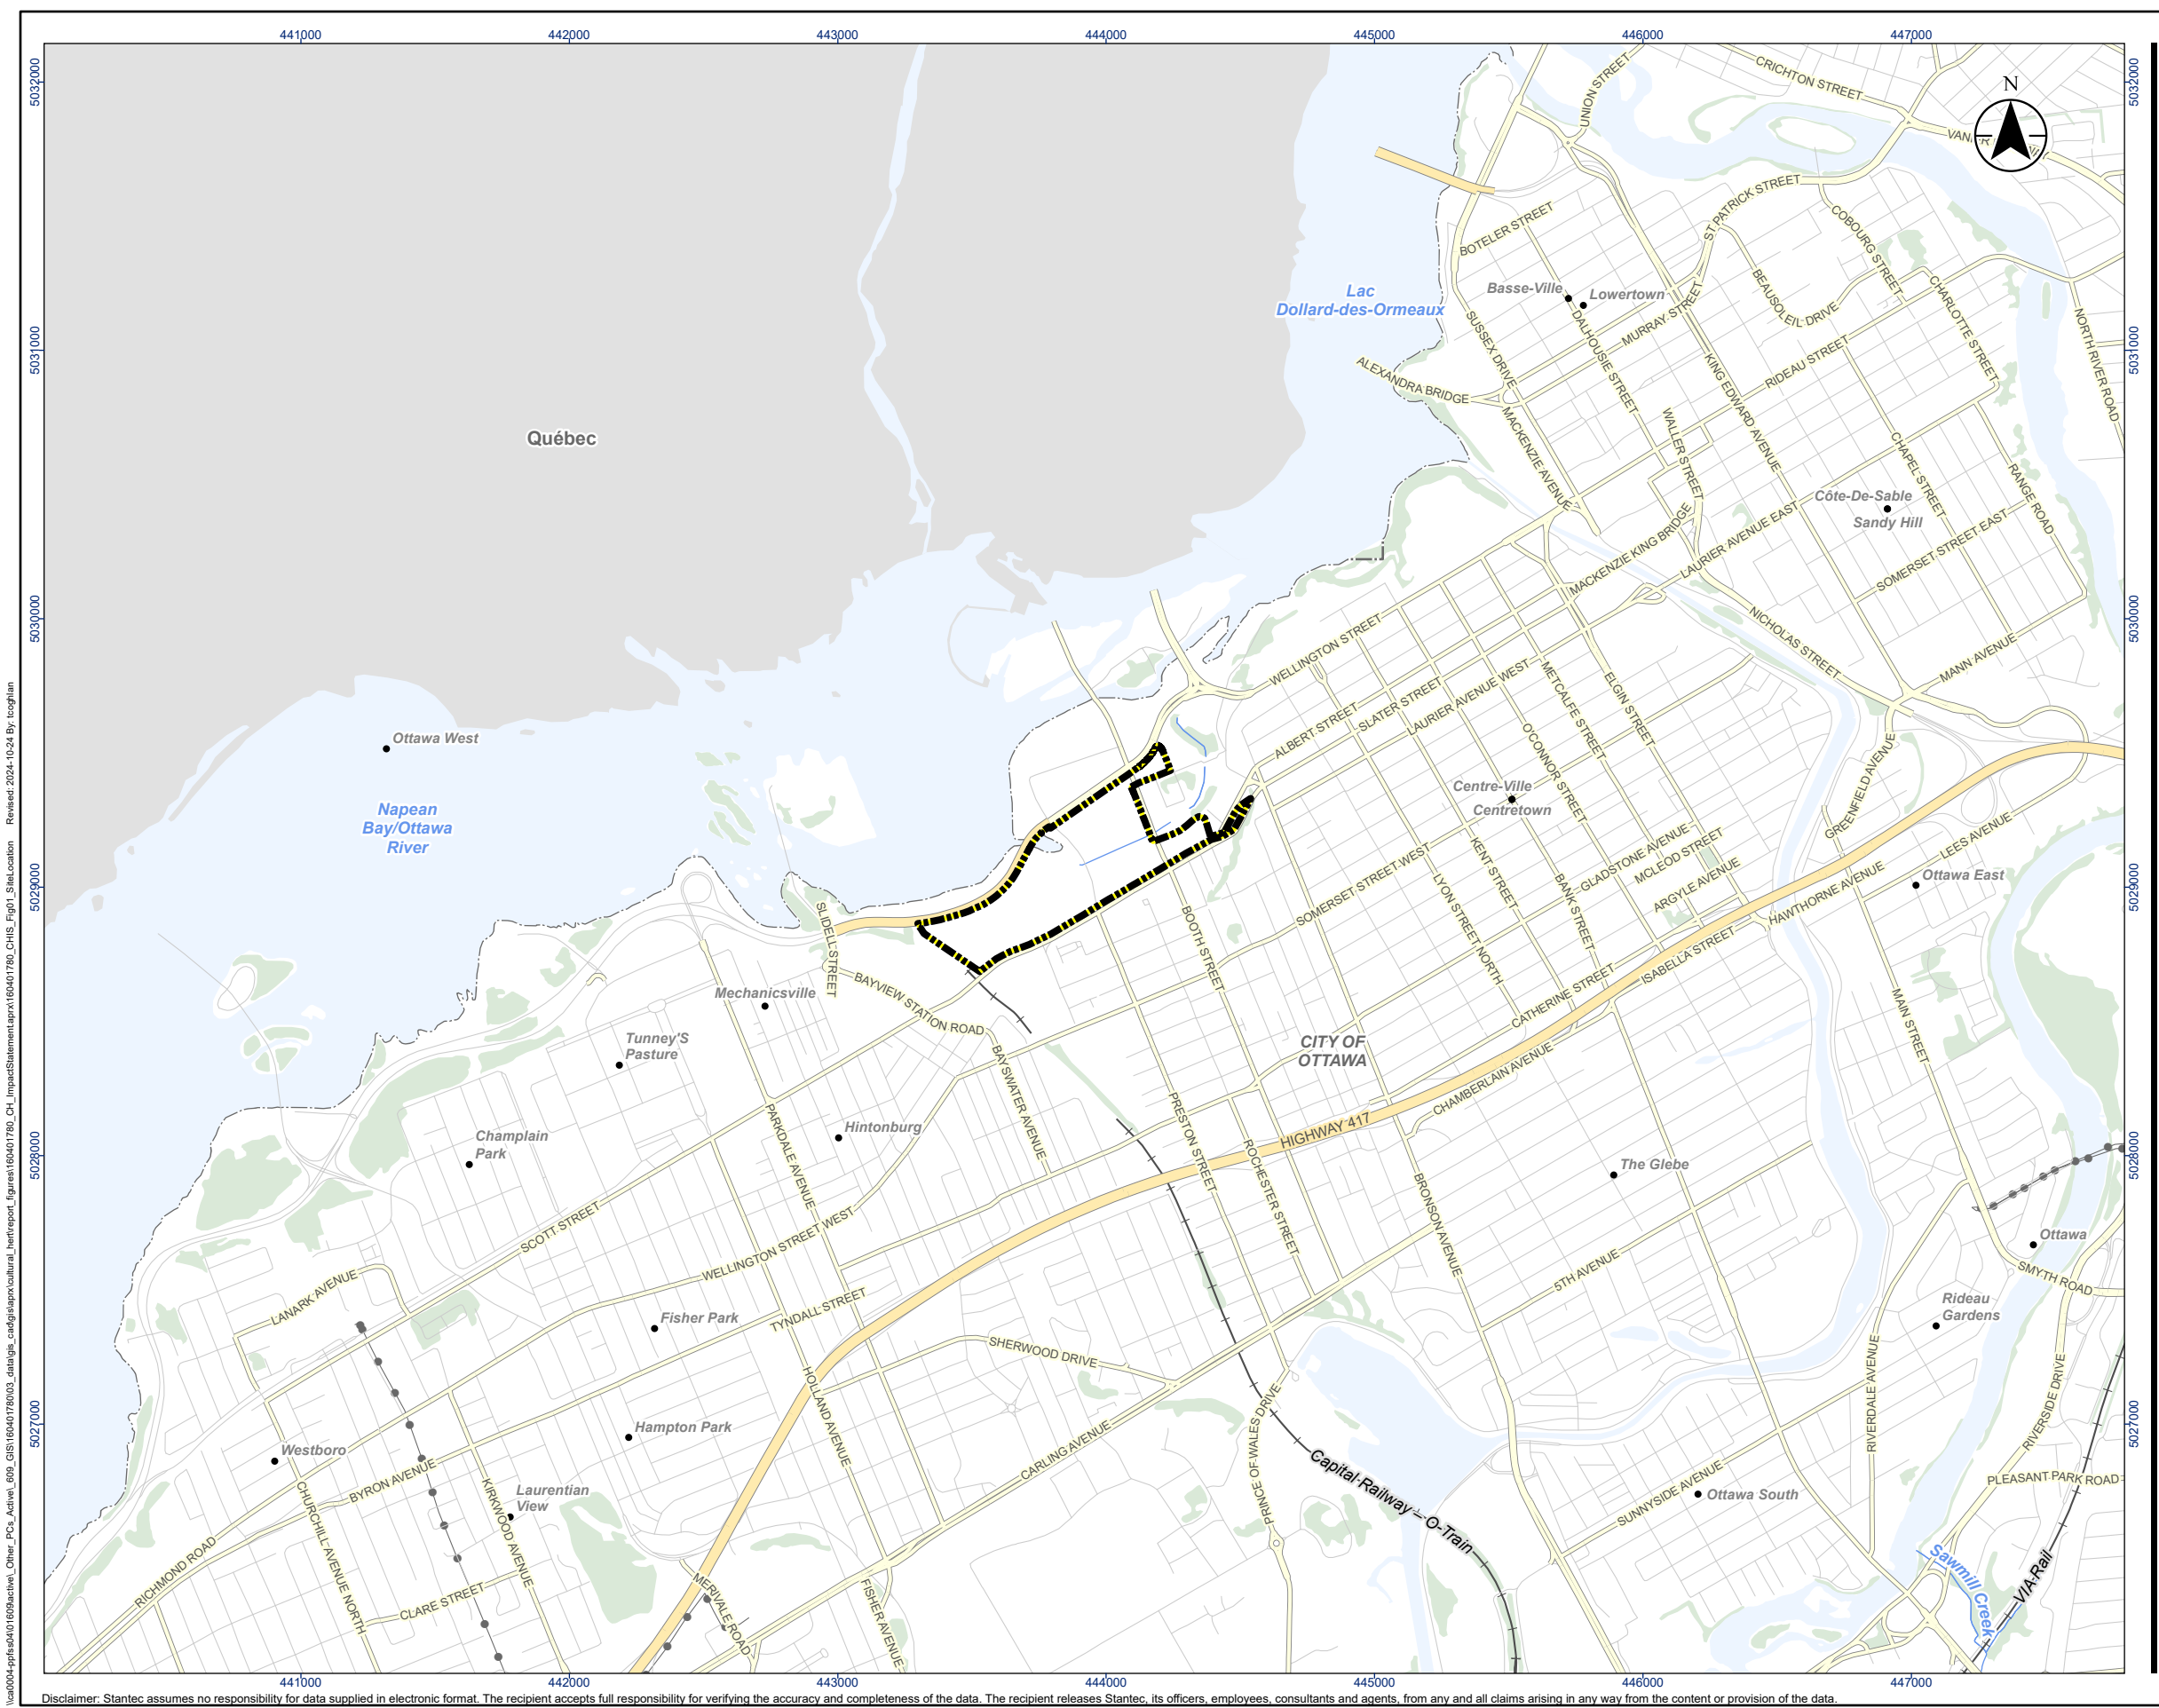 441000
442000
443000
444000
445000
446000
447000
5032000
5031000
5030000
5029000
5028000
5027000
5032000
5031000
5030000
5029000
5028000
5027000
N
CRICHTON STREET
UNION STREET
ST PATRICK STREET
COBOURG STREET
BOTELER STREET
Basse-Ville
Lowertown
BEAUSOLEIL DRIVE
CHARLOTTE STREET
NORTH RIVER ROAD
Lac
Dollard-des-Ormeaux
SUSSEX DRIVE
DALHOUSIE STREET
MURRAY STREET
RIDEAU STREET
KING EDWARD AVENUE
ALEXANDRA BRIDGE
MACKENZIE AVENUE
WALLER STREET
CHAPEL STREET
RANGE ROAD
Québec
Côte-De-Sable
Sandy Hill
MACKENZIE KING BRIDGE
LAURIER AVENUE EAST
SOMERSET STREET EAST
NICHOLAS STREET
MANN AVENUE
WELLINGTON STREET
ALBERT STREET
SLATER STREET
LAURIER AVENUE WEST
METCALFE STREET
ELGIN STREET
O'CONNOR STREET
GREENFIELD AVENUE
Ottawa West
Napean
Bay/Ottawa
River
Centre-Ville
Centretown
GLADSTONE AVENUE
MCLEOD STREET
ARGYLE AVENUE
LEES AVENUE
HAWTHORNE AVENUE
Ottawa East
KENT STREET
LYON STREET NORTH
BANK STREET
SOMERSET STREET WEST
ISABELLA STREET
CATHERINE STREET
CHAMBERLAIN AVENUE
MAIN STREET
SLIDELL STREET
BOOTH STREET
BAYVIEW STATION ROAD
Mechanicsville
Tunney'S
Pasture
BAYSWATER AVENUE
CITY OF
OTTAWA
HIGHWAY 417
PRESTON STREET
ROCHESTER STREET
BRONSON AVENUE
PARKDALE AVENUE
Hintonburg
Champlain
Park
The Glebe
Ottawa
SMYTH ROAD
SCOTT STREET
WELLINGTON STREET WEST
5TH AVENUE
LANARK AVENUE
TYNDALL STREET
Fisher Park
SHERWOOD DRIVE
Rideau
Gardens
RIVERDALE AVENUE
RIVERSIDE DRIVE
HOLLAND AVENUE
PRINCE OF WALES DRIVE
Hampton Park
Westboro
CARLING AVENUE
Capital Railway – O-Train
SUNNYSIDE AVENUE
Ottawa South
PLEASANT PARK ROAD
BYRON AVENUE
Laurentian
View
KIRKWOOD AVENUE
CHURCHILL AVENUE NORTH
RICHMOND ROAD
CLARE STREET
MERIVALE ROAD
FISHER AVENUE
Sawmill Creek
VIA Rail
441000
442000
443000
444000
445000
446000
447000
Disclaimer: Stantec assumes no responsibility for data supplied in electronic format. The recipient accepts full responsibility for verifying the accuracy and completeness of the data. The recipient releases Stantec, its officers, employees, consultants and agents, from any and all claims arising in any way from the content or provision of the data.
Revised: 2024-10-24 By: tcoghlan